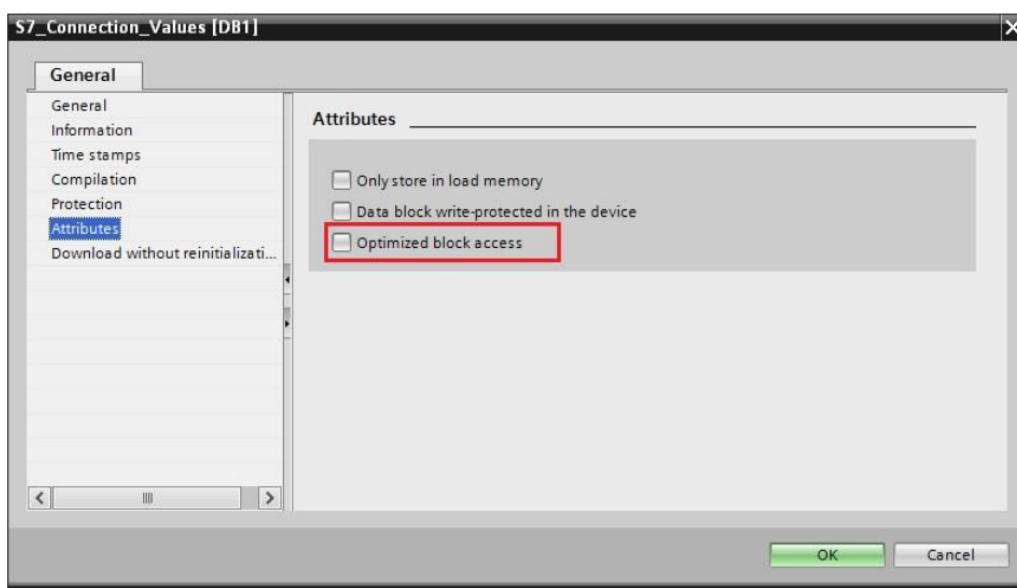 S7_Connection_Values [DB1]
General
General
Information
Time stamps
Compilation
Protection
Attributes
Download without reinitializati...
Attributes
Only store in load memory
Data block write-protected in the device
Optimized block access
OK
Cancel